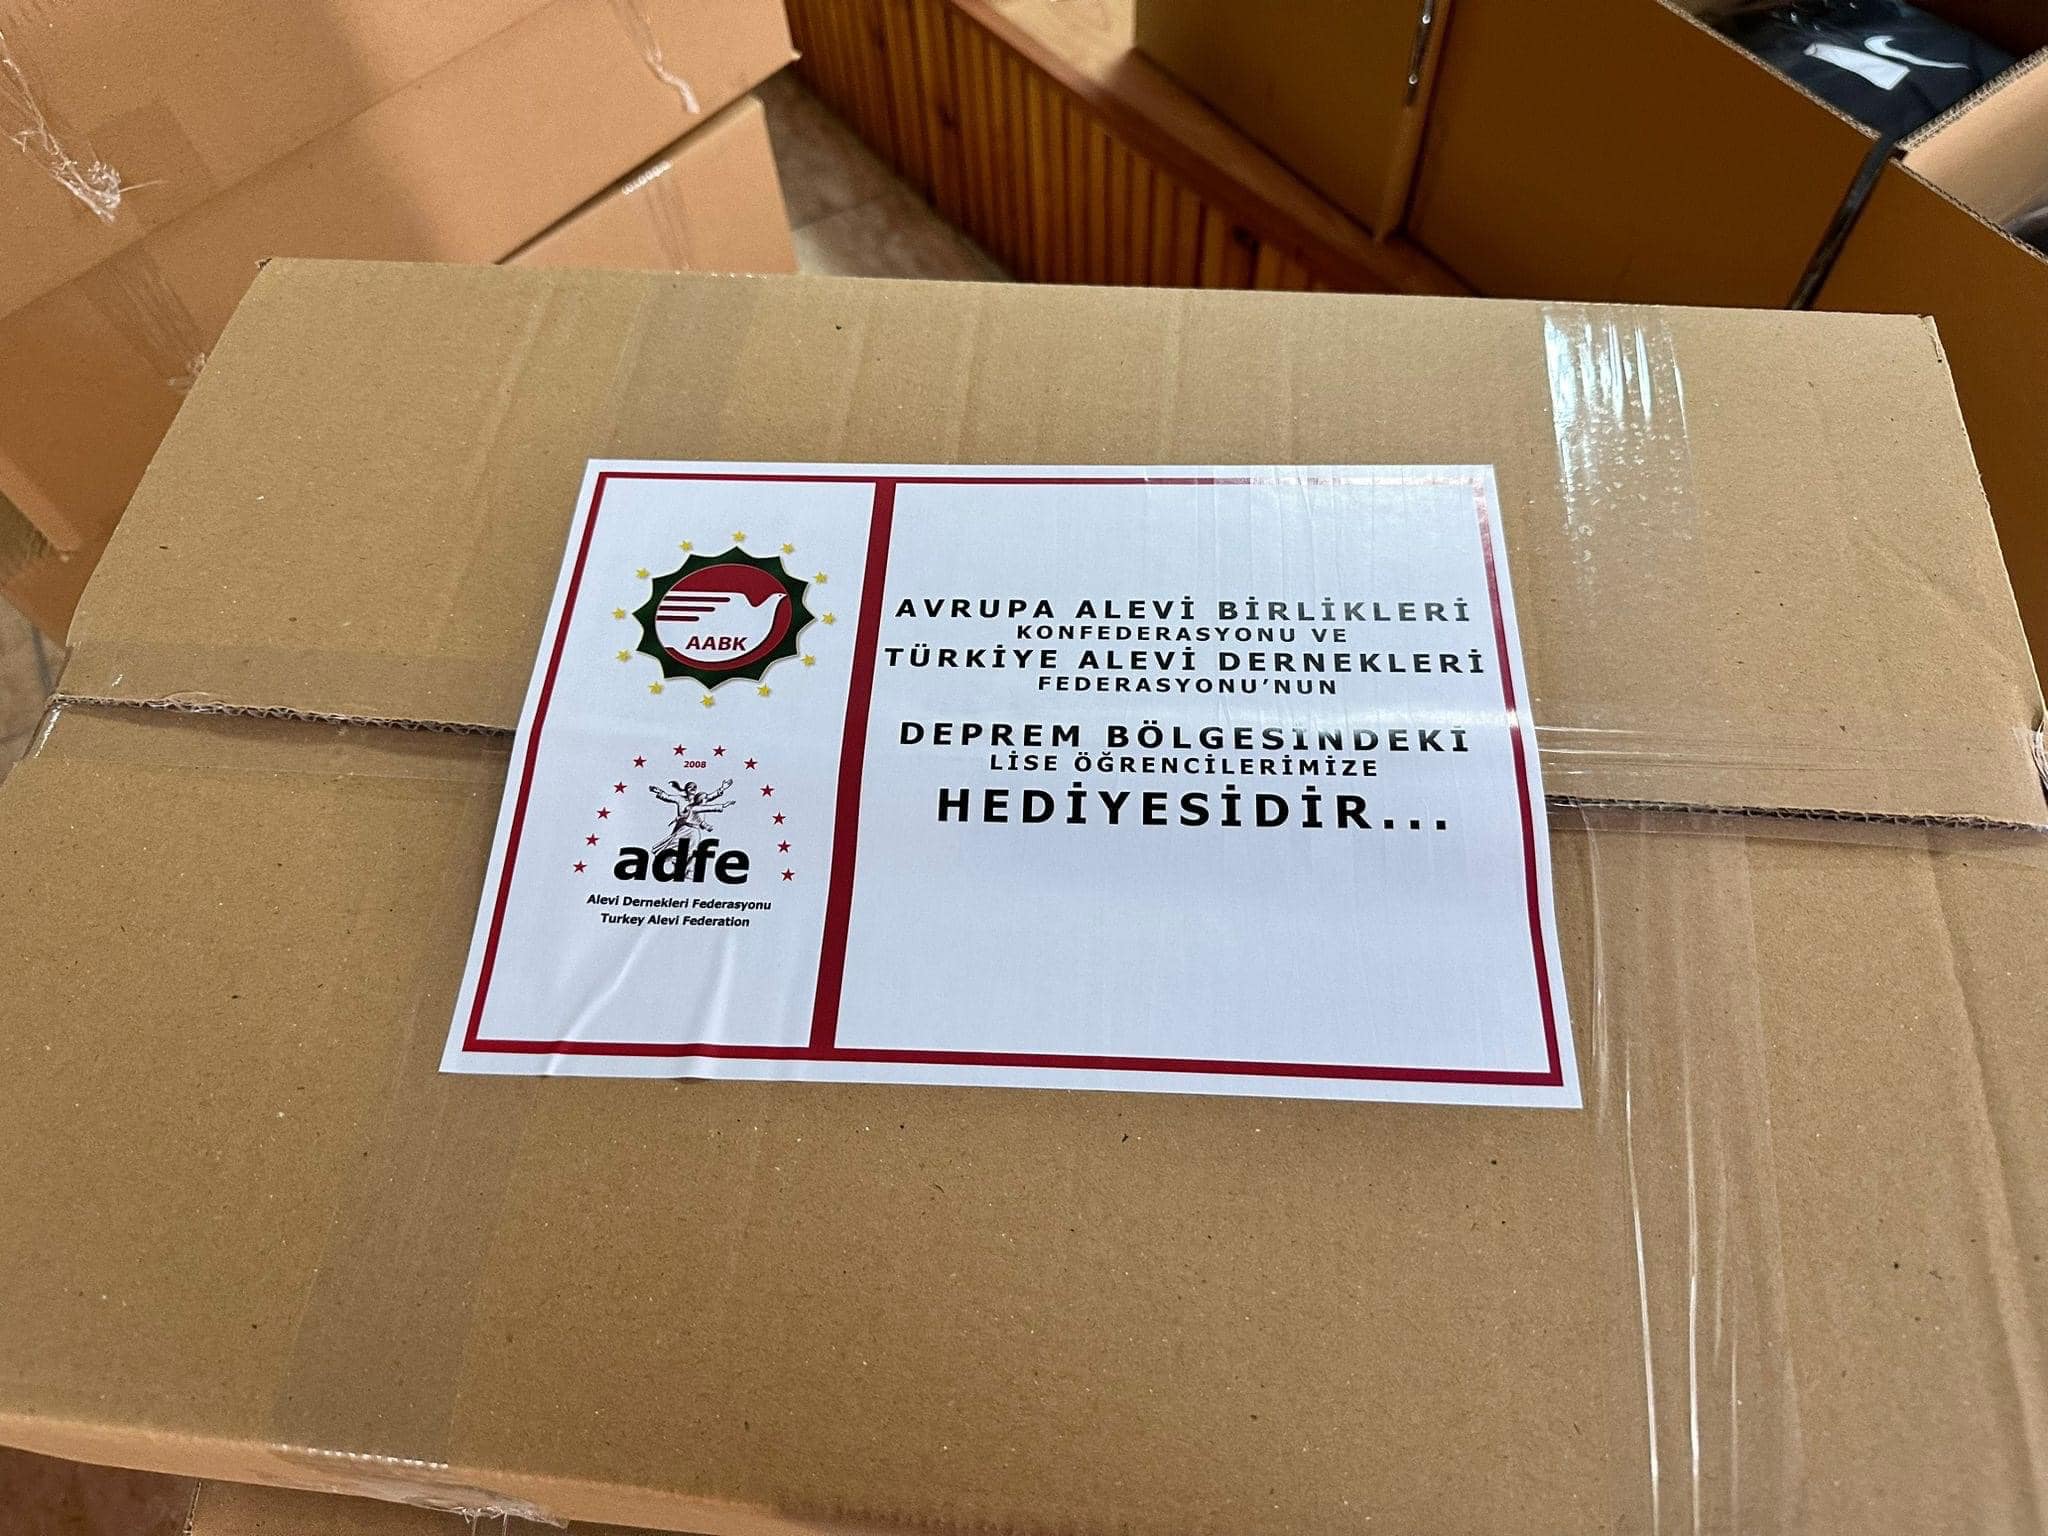 AABK
2008
adfe
Alevi Dernekleri Federasyonu
Turkey Alevi Federation
AVRUPA ALEVİ BİRLİKLERİ
KONFEDERASYONU VE
TÜRKİYE ALEVİ DERNEKLERİ
FEDERASYONU’NUN
DEPREM BÖLGESİNDEKİ
LİSE ÖĞRENCİLERİMİZE
HEDİYESİDİR...